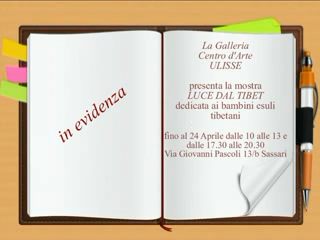 in evidenza
La Galleria
Centro d'Arte
ULISSE
presenta la mostra
LUCE DAL TIBET
dedicata ai bambini esuli
tibetani
fino al 24 Aprile dalle 10 alle 13 e
dalle 17.30 alle 20.30
Via Giovanni Pascoli 13/b Sassari